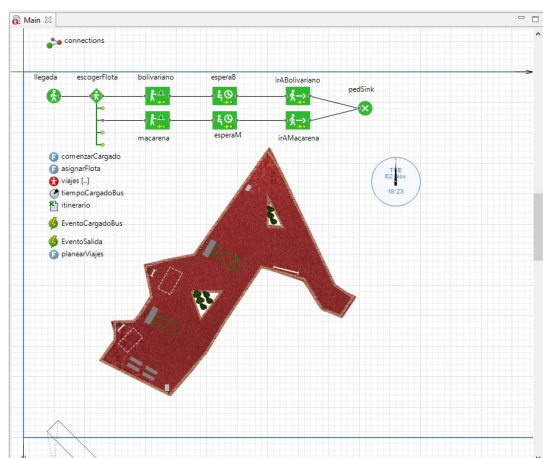 Main
connections
llegada
escogerFlota
bolivariano
esperaB
irABolivariano
pedSink
macarena
esperaM
irAMacarena
comenzarCargado
asignarFlota
viajes [..]
tiempoCargadoBus
itinerario
EventoCargadoBus
EventoSalida
planearViajes
18:23